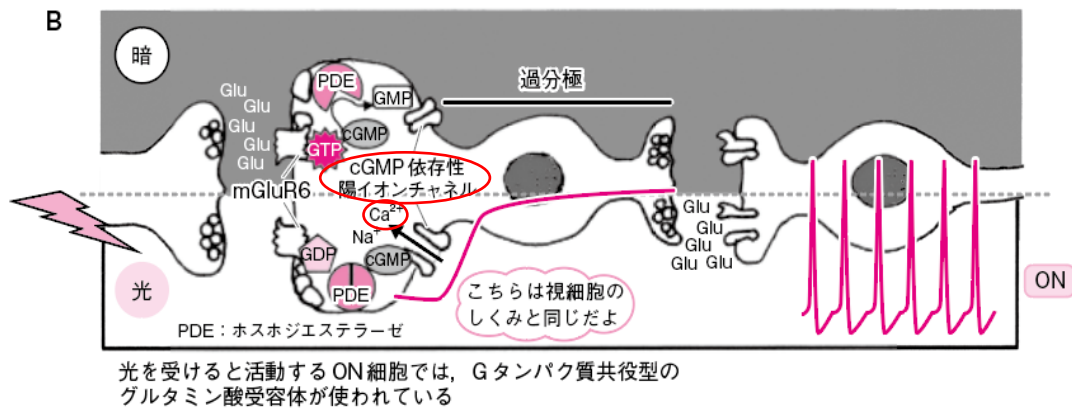 B
暗
PDE
GMP
過分極
Glu
Glu
Glu
Glu
Glu
cGMP
GTP
cGMP 依存性
陽イオンチャネル
mGluR6
Ca²⁺
Na⁺
Glu
Glu
Glu
Glu Glu
GDP
cGMP
PDE
光
こちらは視細胞の
しくみと同じだよ
ON
PDE：ホスホジエステラーゼ
光を受けると活動する ON 細胞では，G タンパク質共役型の
グルタミン酸受容体が使われている